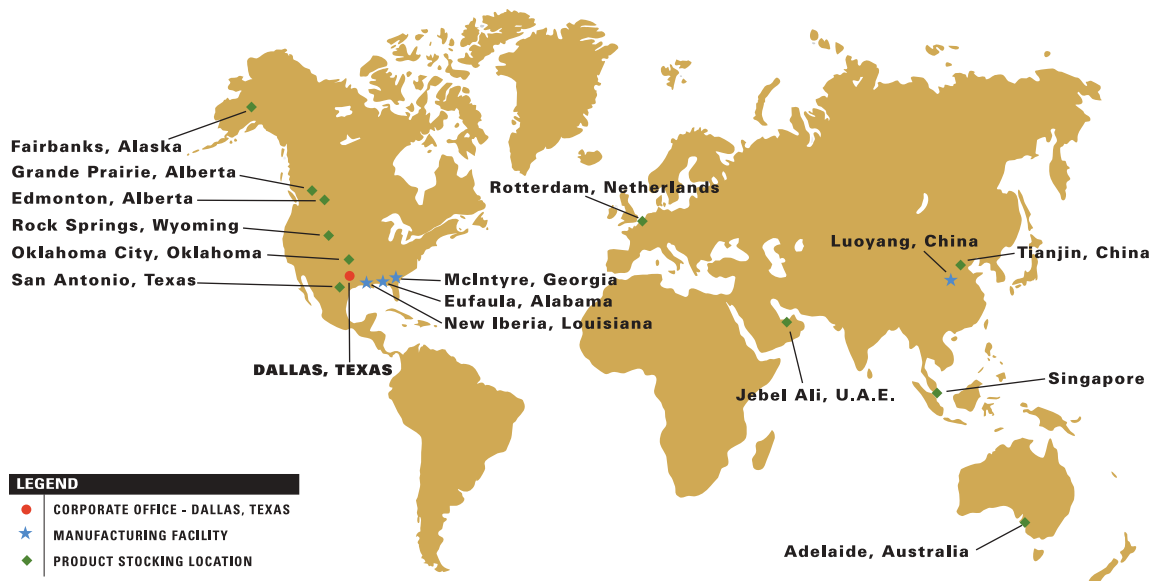 Fairbanks, Alaska
Grande Prairie, Alberta
Edmonton, Alberta
Rock Springs, Wyoming
Oklahoma City, Oklahoma
San Antonio, Texas
DALLAS, TEXAS
McIntyre, Georgia
Eufaula, Alabama
New Iberia, Louisiana
Rotterdam, Netherlands
Luoyang, China
Tianjin, China
Jebel Ali, U.A.E.
Singapore
Adelaide, Australia
LEGEND
CORPORATE OFFICE - DALLAS, TEXAS
MANUFACTURING FACILITY
PRODUCT STOCKING LOCATION